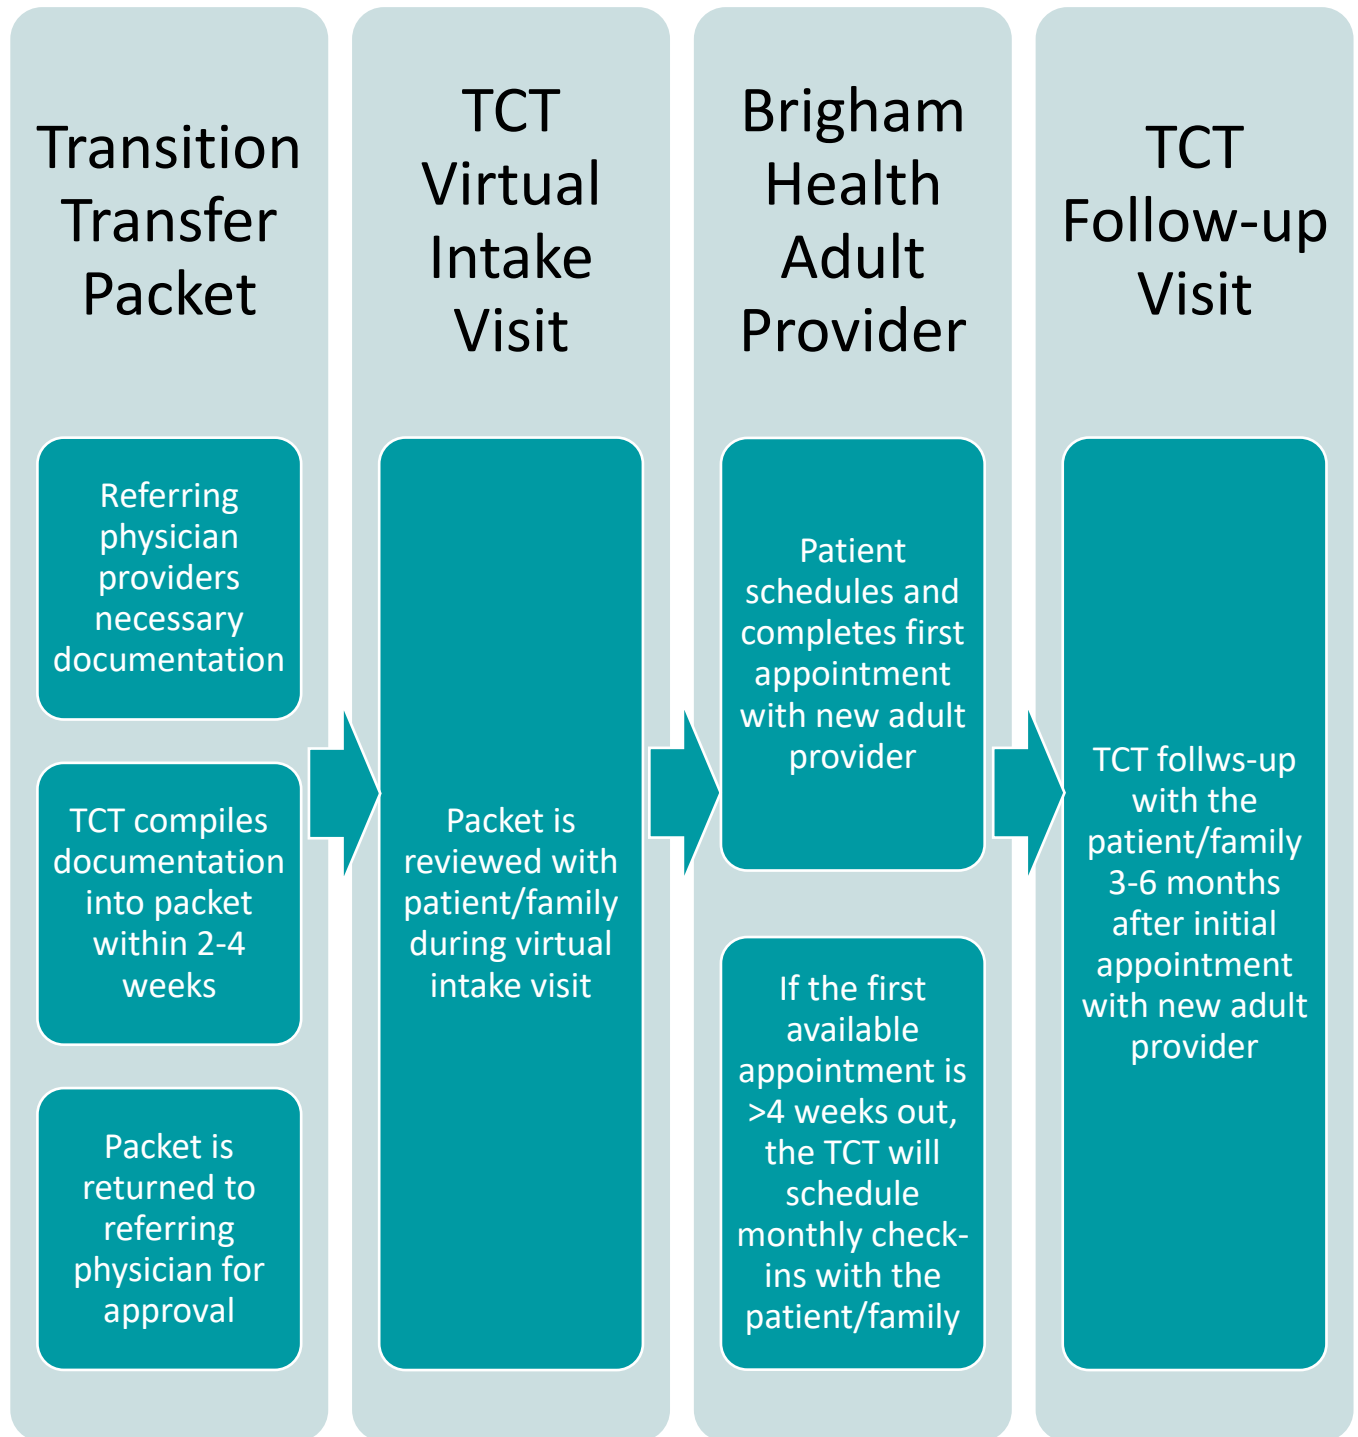 Transition
Transfer
Packet
Referring
physician
providers
necessary
documentation
TCT compiles
documentation
into packet
within 2-4
weeks
Packet is
returned to
referring
physician for
approval
TCT
Virtual
Intake
Visit
Packet is
reviewed with
patient/family
during virtual
intake visit
Brigham
Health
Adult
Provider
Patient
schedules and
completes first
appointment
with new adult
provider
If the first
available
appointment is
>4 weeks out,
the TCT will
schedule
monthly check-
ins with the
patient/family
TCT
Follow-up
Visit
TCT follws-up
with the
patient/family
3-6 months
after initial
appointment
with new adult
provider